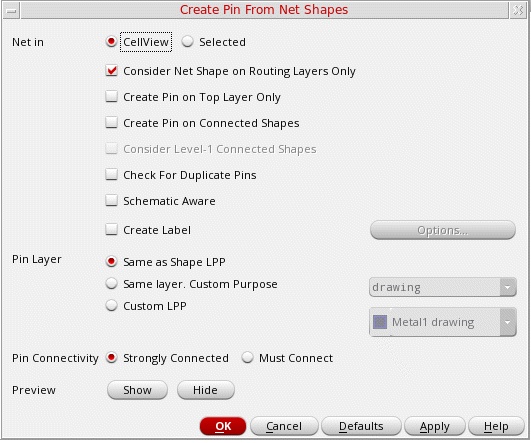 Create Pin From Net Shapes
Net in CellView Selected
Consider Net Shape on Routing Layers Only
Create Pin on Top Layer Only
Create Pin on Connected Shapes
Consider Level-1 Connected Shapes
Check For Duplicate Pins
Schematic Aware
Create Label Options...
Pin Layer Same as Shape LPP
Same layer. Custom Purpose drawing
Custom LPP Metal1 drawing
Pin Connectivity Strongly Connected Must Connect
Preview Show Hide
OK Cancel Defaults Apply Help